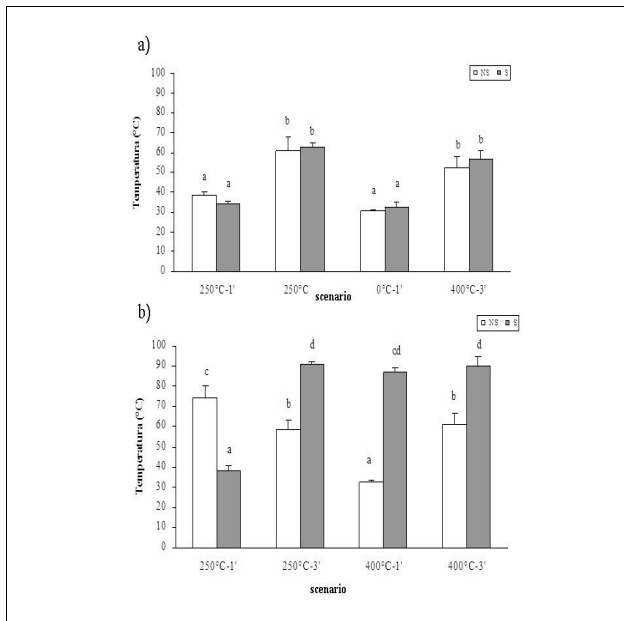 a)
NS S
100
90
80
70
60
50
40
30
20
10
0
Temperatura (°C)
a a b b a a b b
250°C-1' 250°C 0°C-1' 400°C-3'
scenario
b)
NS S
100
90
80
70
60
50
40
30
20
10
0
Temperatura (°C)
c a b d a cd b d
250°C-1' 250°C-3' 400°C-1' 400°C-3'
scenario